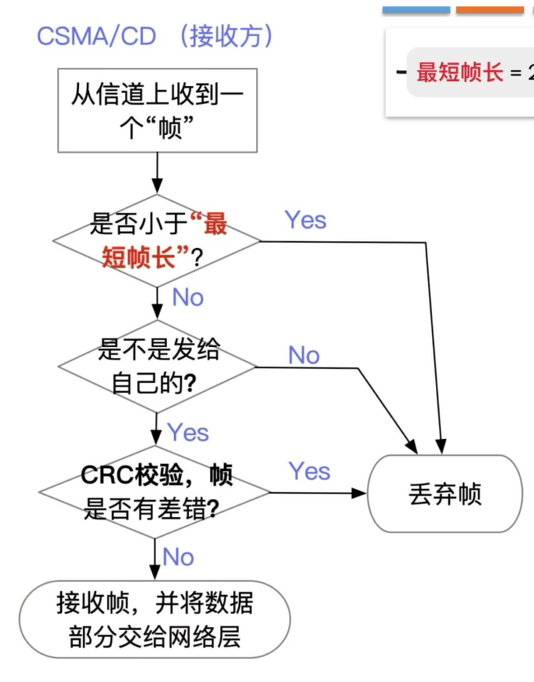 CSMA/CD （接收方）
最短帧长 = 2
从信道上收到一
个“帧”
是否小于“最
短帧长”?
Yes
No
是不是发给
自己的?
No
Yes
CRC校验，帧
是否有差错?
Yes
丢弃帧
No
接收帧，并将数据
部分交给网络层